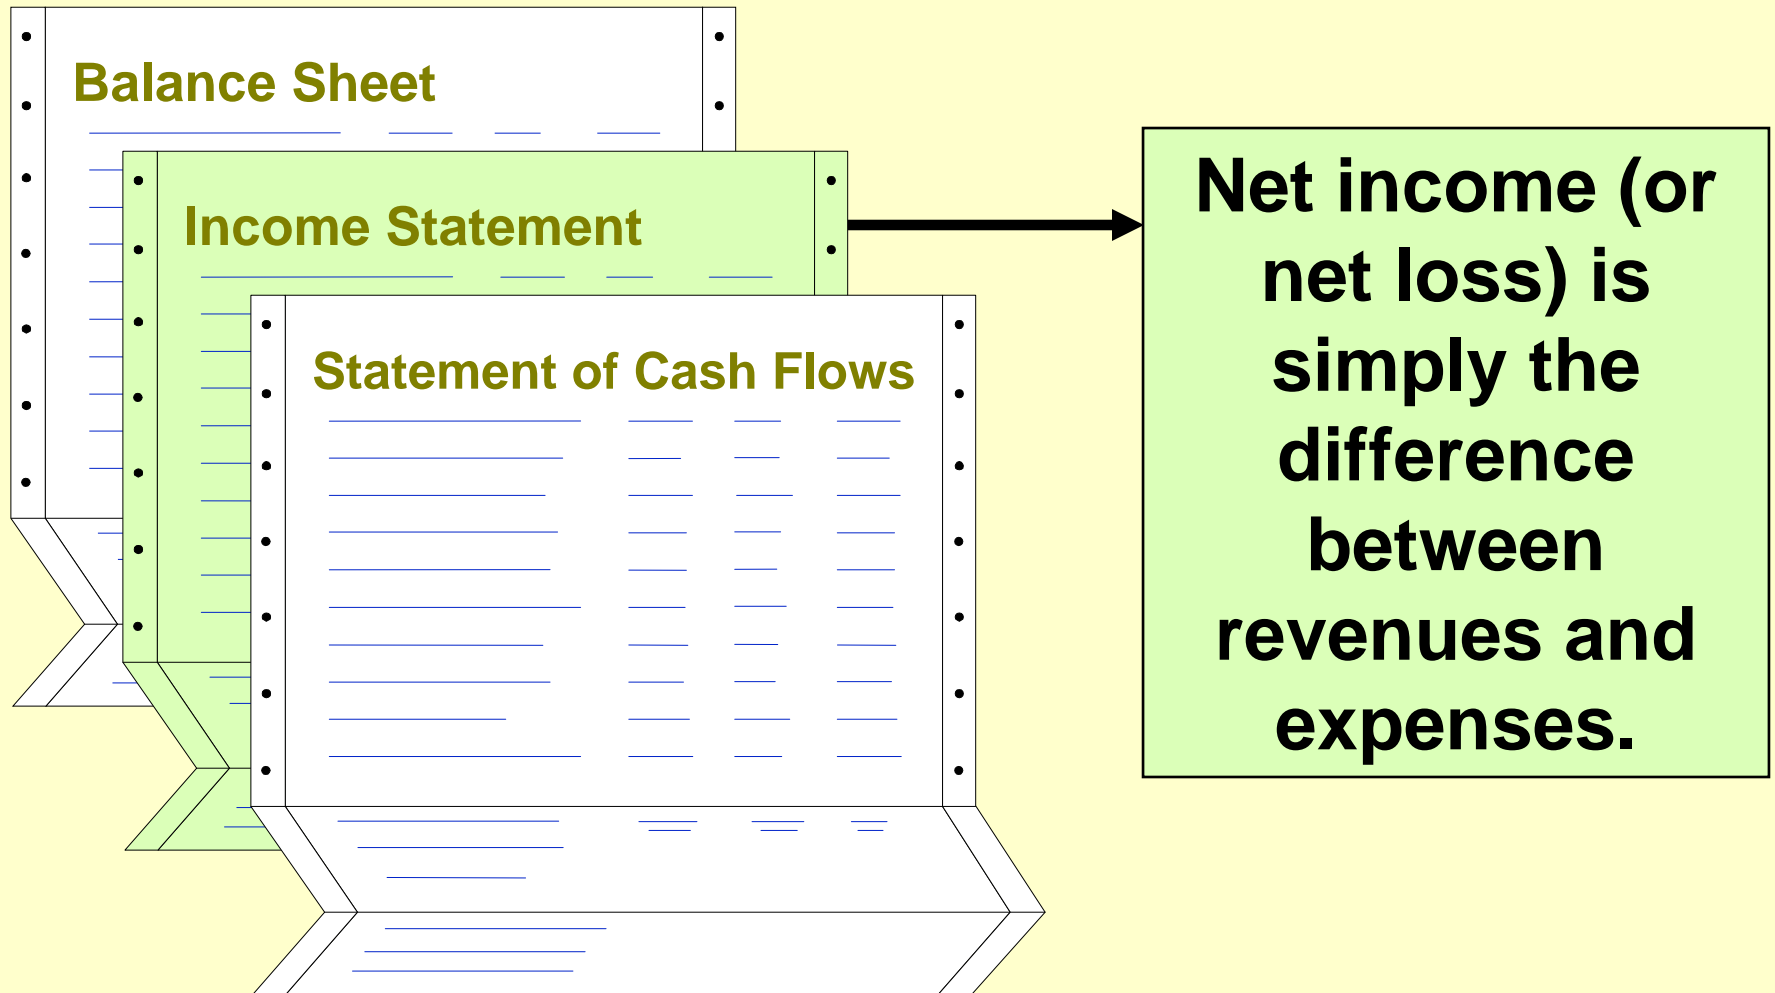 Balance Sheet
Income Statement
Statement of Cash Flows
Net income (or
net loss) is
simply the
difference
between
revenues and
expenses.